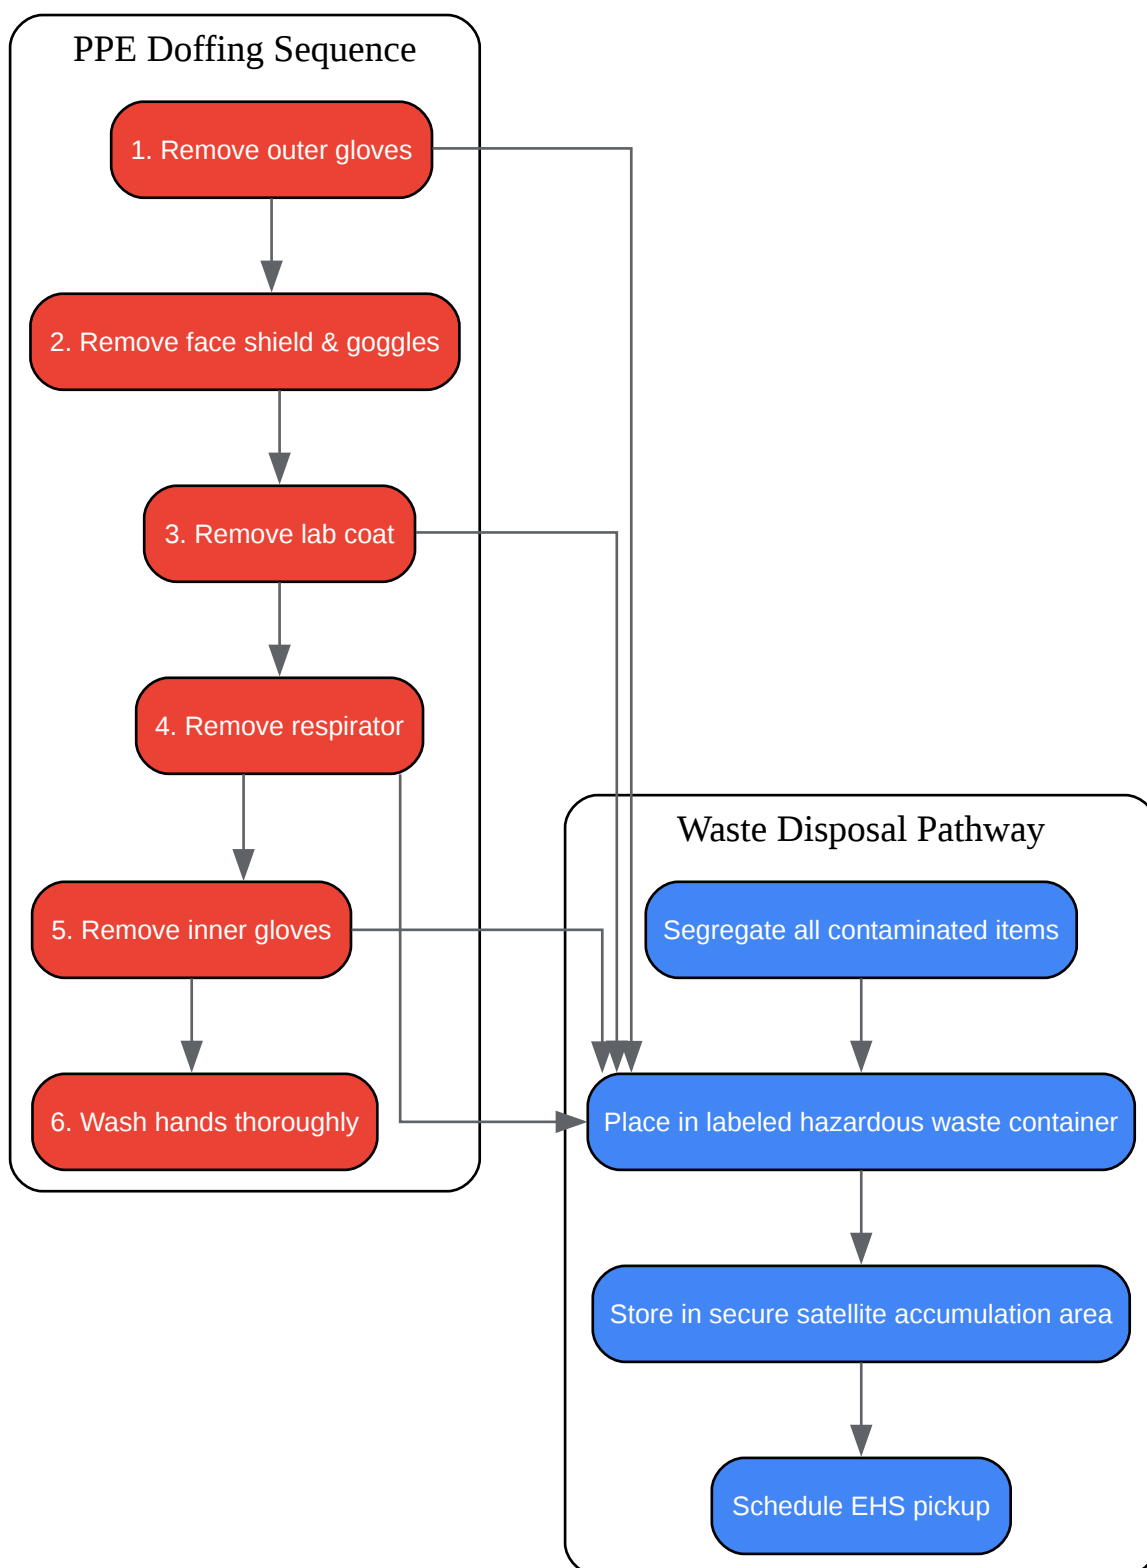 PPE Doffing Sequence
1. Remove outer gloves
2. Remove face shield & goggles
3. Remove lab coat
4. Remove respirator
5. Remove inner gloves
6. Wash hands thoroughly
Waste Disposal Pathway
Segregate all contaminated items
Place in labeled hazardous waste container
Store in secure satellite accumulation area
Schedule EHS pickup